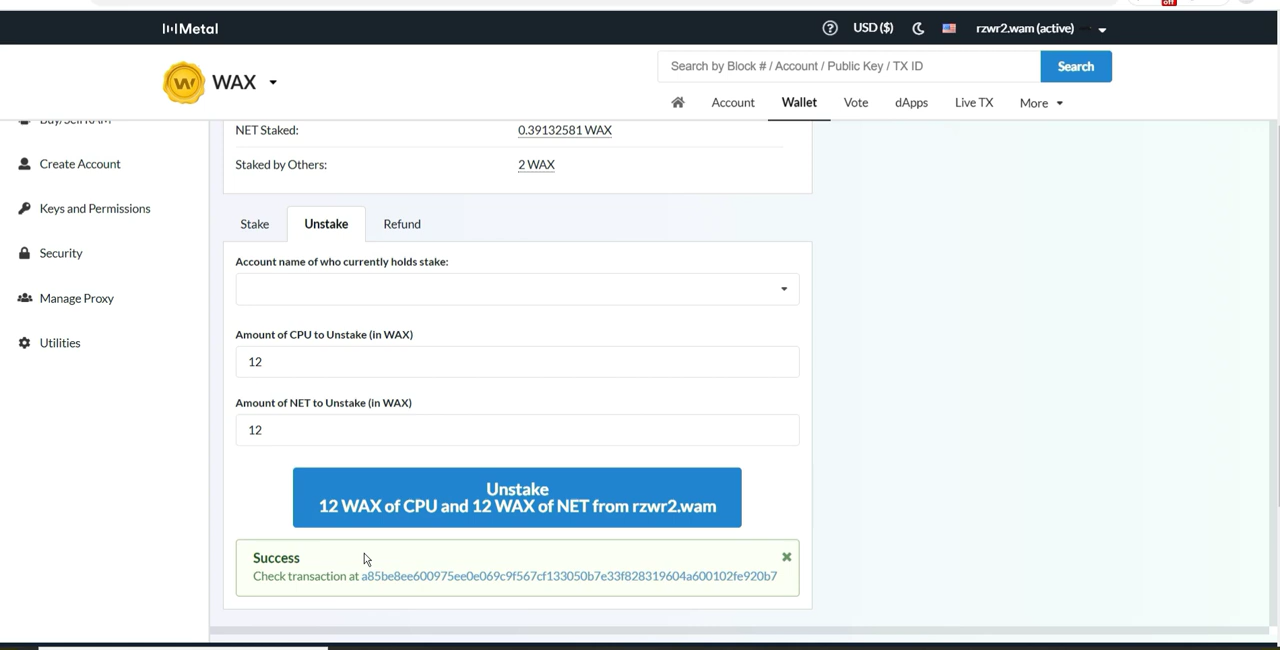 off
Metal
USD ($)
rzwr2.wam (active)
WAX
Search by Block # / Account / Public Key / TX ID
Search
Account
Wallet
Vote
dApps
Live TX
More
Buy/Sell RAM
Create Account
Keys and Permissions
Security
Manage Proxy
Utilities
NET Staked:
0.39132581 WAX
Staked by Others:
2 WAX
Stake
Unstake
Refund
Account name of who currently holds stake:
Amount of CPU to Unstake (in WAX)
12
Amount of NET to Unstake (in WAX)
12
Unstake
12 WAX of CPU and 12 WAX of NET from rzwr2.wam
Success
Check transaction at a85be8ee600975ee0e069c9f567cf133050b7e33f828319604a600102fe920b7